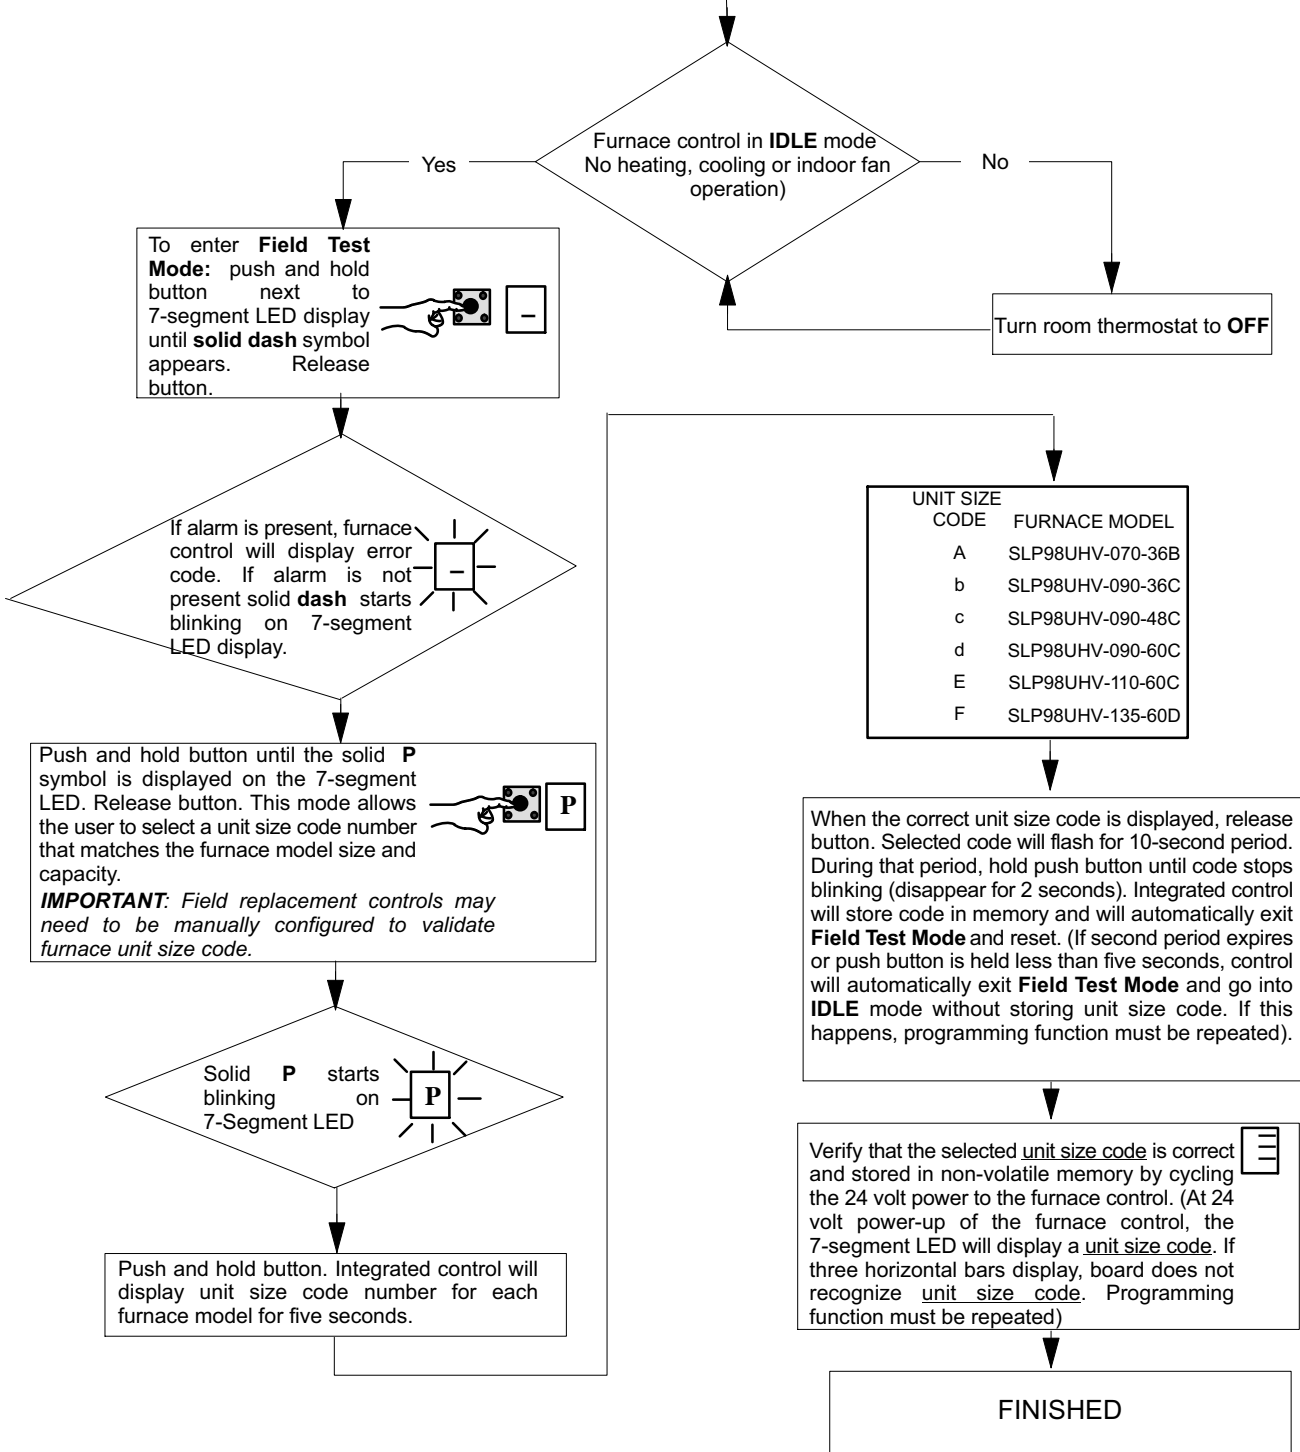 Furnace control in IDLE mode
No heating, cooling or indoor fan
operation)
Yes
No
To enter Field Test
Mode: push and hold
button next to
7-segment LED display
until solid dash symbol
appears. Release
button.
–
Turn room thermostat to OFF
If alarm is present, furnace
control will display error
code. If alarm is not
present solid dash starts
blinking on 7-segment
LED display.
–
Push and hold button until the solid P
symbol is displayed on the 7-segment
LED. Release button. This mode allows
the user to select a unit size code number
that matches the furnace model size and
capacity.
IMPORTANT: Field replacement controls may
need to be manually configured to validate
furnace unit size code.
P
Solid P starts
blinking on
7-Segment LED
P
Push and hold button. Integrated control will
display unit size code number for each
furnace model for five seconds.
UNIT SIZE
CODE FURNACE MODEL
A SLP98UHV-070-36B
b SLP98UHV-090-36C
c SLP98UHV-090-48C
d SLP98UHV-090-60C
E SLP98UHV-110-60C
F SLP98UHV-135-60D
When the correct unit size code is displayed, release
button. Selected code will flash for 10-second period.
During that period, hold push button until code stops
blinking (disappear for 2 seconds). Integrated control
will store code in memory and will automatically exit
Field Test Mode and reset. (If second period expires
or push button is held less than five seconds, control
will automatically exit Field Test Mode and go into
IDLE mode without storing unit size code. If this
happens, programming function must be repeated).
Verify that the selected unit size code is correct
and stored in non-volatile memory by cycling
the 24 volt power to the furnace control. (At 24
volt power-up of the furnace control, the
7-segment LED will display a unit size code. If
three horizontal bars display, board does not
recognize unit size code. Programming
function must be repeated)
FINISHED